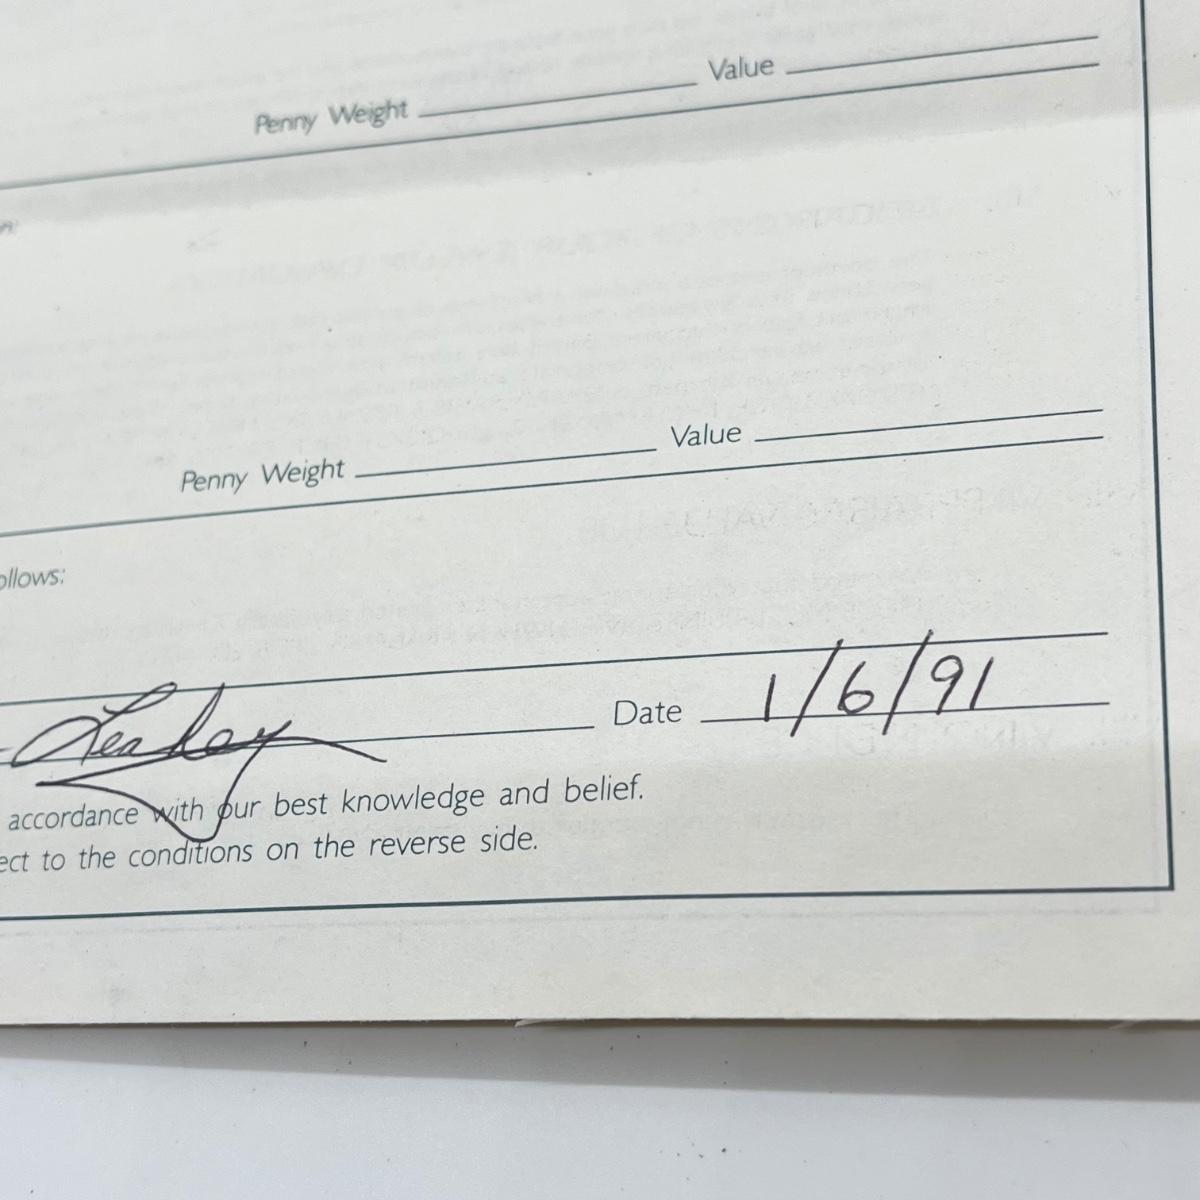 Penny Weight Value
Penny Weight Value
ollows:
Date 1/6/91
accordance with our best knowledge and belief.
ect to the conditions on the reverse side.